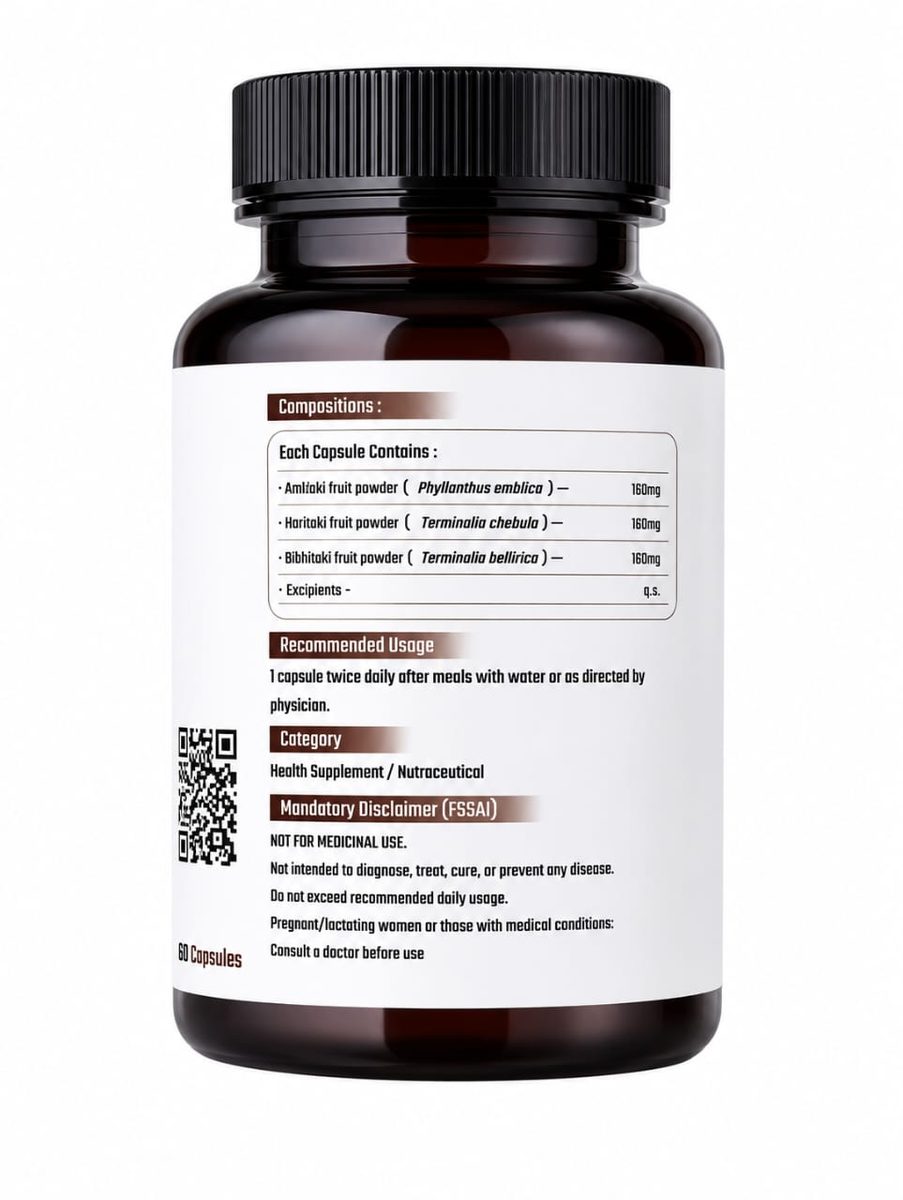 Compositions :
Each Capsule Contains :
· fruit powder ( Phyllanthus emblica ) — 160mg
· Haritaki fruit powder ( Terminalia chebula ) — 160mg
· Bibhitaki fruit powder ( Terminalia bellirica ) — 160mg
· Excipients - q.s.
Recommended Usage
1 capsule twice daily after meals with water or as directed by
physician.
Category
Health Supplement / Nutraceutical
Mandatory Disclaimer (FSSAI)
NOT FOR MEDICINAL USE.
Not intended to diagnose, treat, cure, or prevent any disease.
Do not exceed recommended daily usage.
Pregnant/lactating women or those with medical conditions:
Consult a doctor before use
60 Capsules